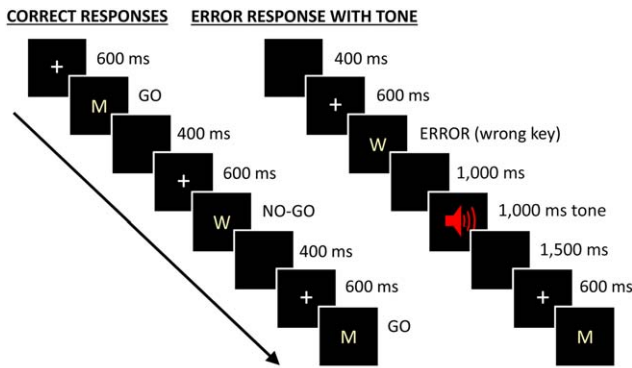 CORRECT RESPONSES
+
600 ms
M
GO
400 ms
+
600 ms
W
NO-GO
400 ms
+
600 ms
M
GO
ERROR RESPONSE WITH TONE
400 ms
+
600 ms
W
ERROR (wrong key)
1,000 ms
1,000 ms tone
1,500 ms
+
600 ms
M